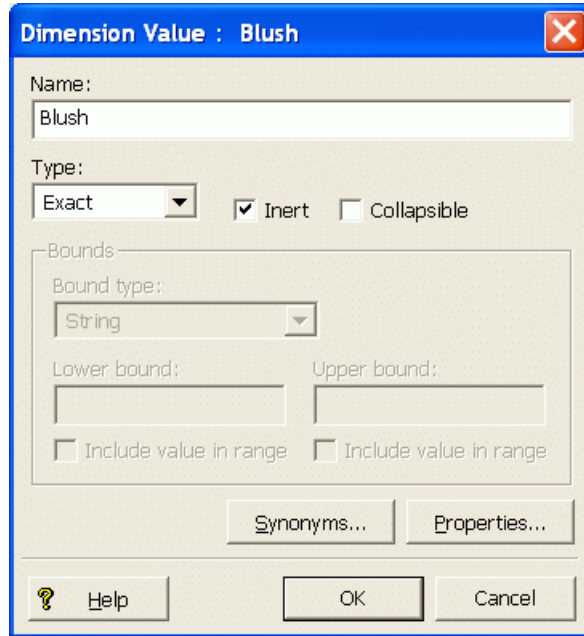 Dimension Value : Blush
Name:
Blush
Type:
Exact
Inert
Collapsible
Bounds
Bound type:
String
Lower bound:
Upper bound:
Include value in range
Include value in range
Synonyms...
Properties...
? Help
OK
Cancel